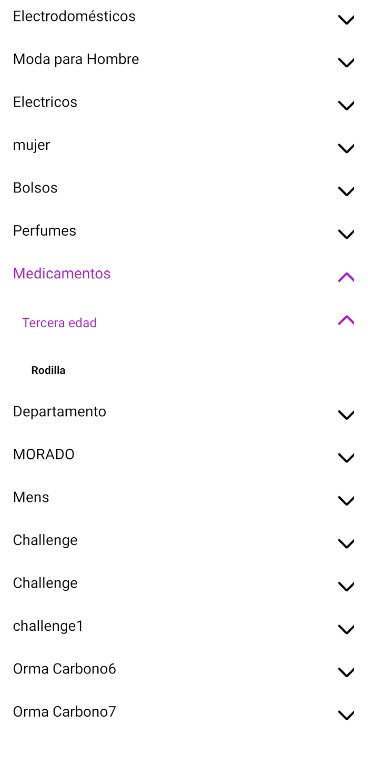 Electrodomésticos
Moda para Hombre
Electricos
mujer
Bolsos
Perfumes
Medicamentos
Tercera edad
Rodilla
Departamento
MORADO
Mens
Challenge
Challenge
challenge1
Orma Carbono6
Orma Carbono7